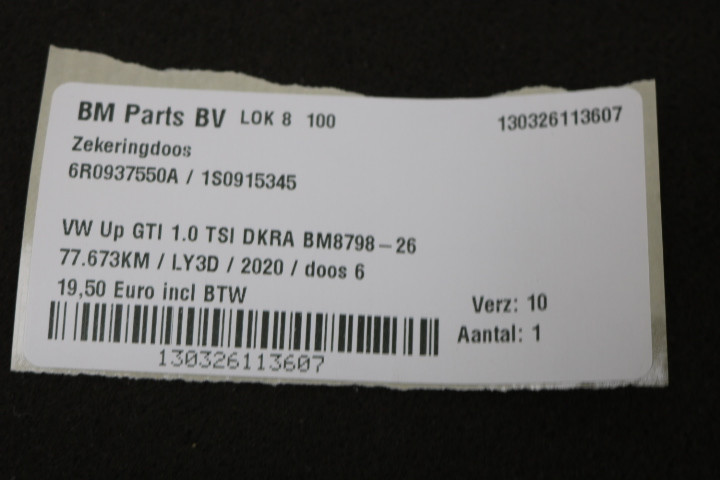 BM Parts BV LOK 8 100 130326113607
Zekeringdoos
6R0937550A / 1S0915345
VW Up GTI 1.0 TSI DKRA BM8798-26
77.673KM / LY3D / 2020 / doos 6
19,50 Euro incl BTW
Verz: 10
Aantal: 1
130326113607